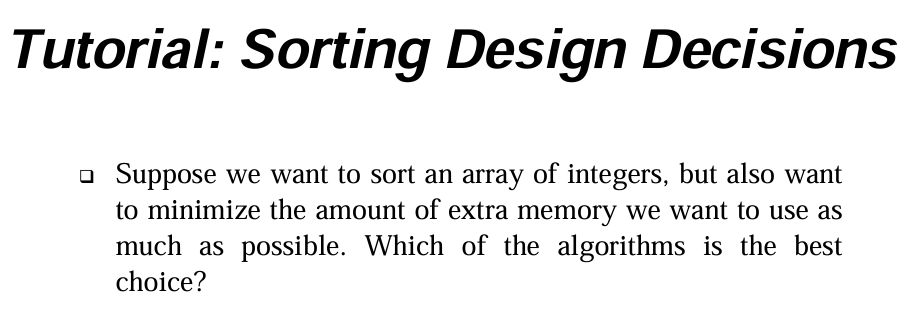 Tutorial: Sorting Design Decisions
❑ Suppose we want to sort an array of integers, but also want
to minimize the amount of extra memory we want to use as
much as possible. Which of the algorithms is the best
choice?